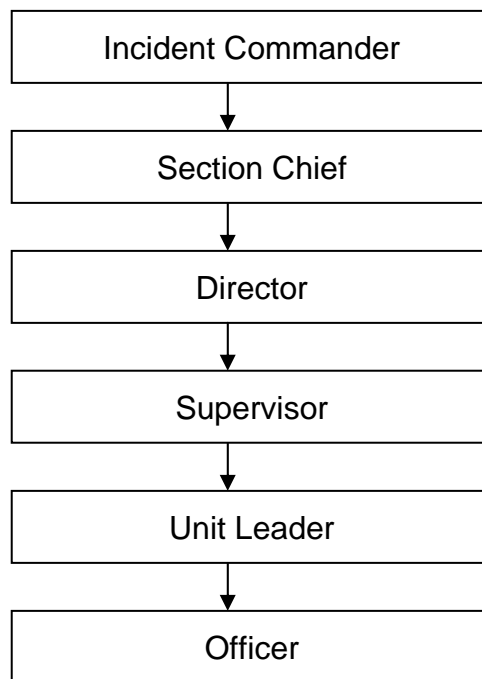 Incident Commander
Section Chief
Director
Supervisor
Unit Leader
Officer